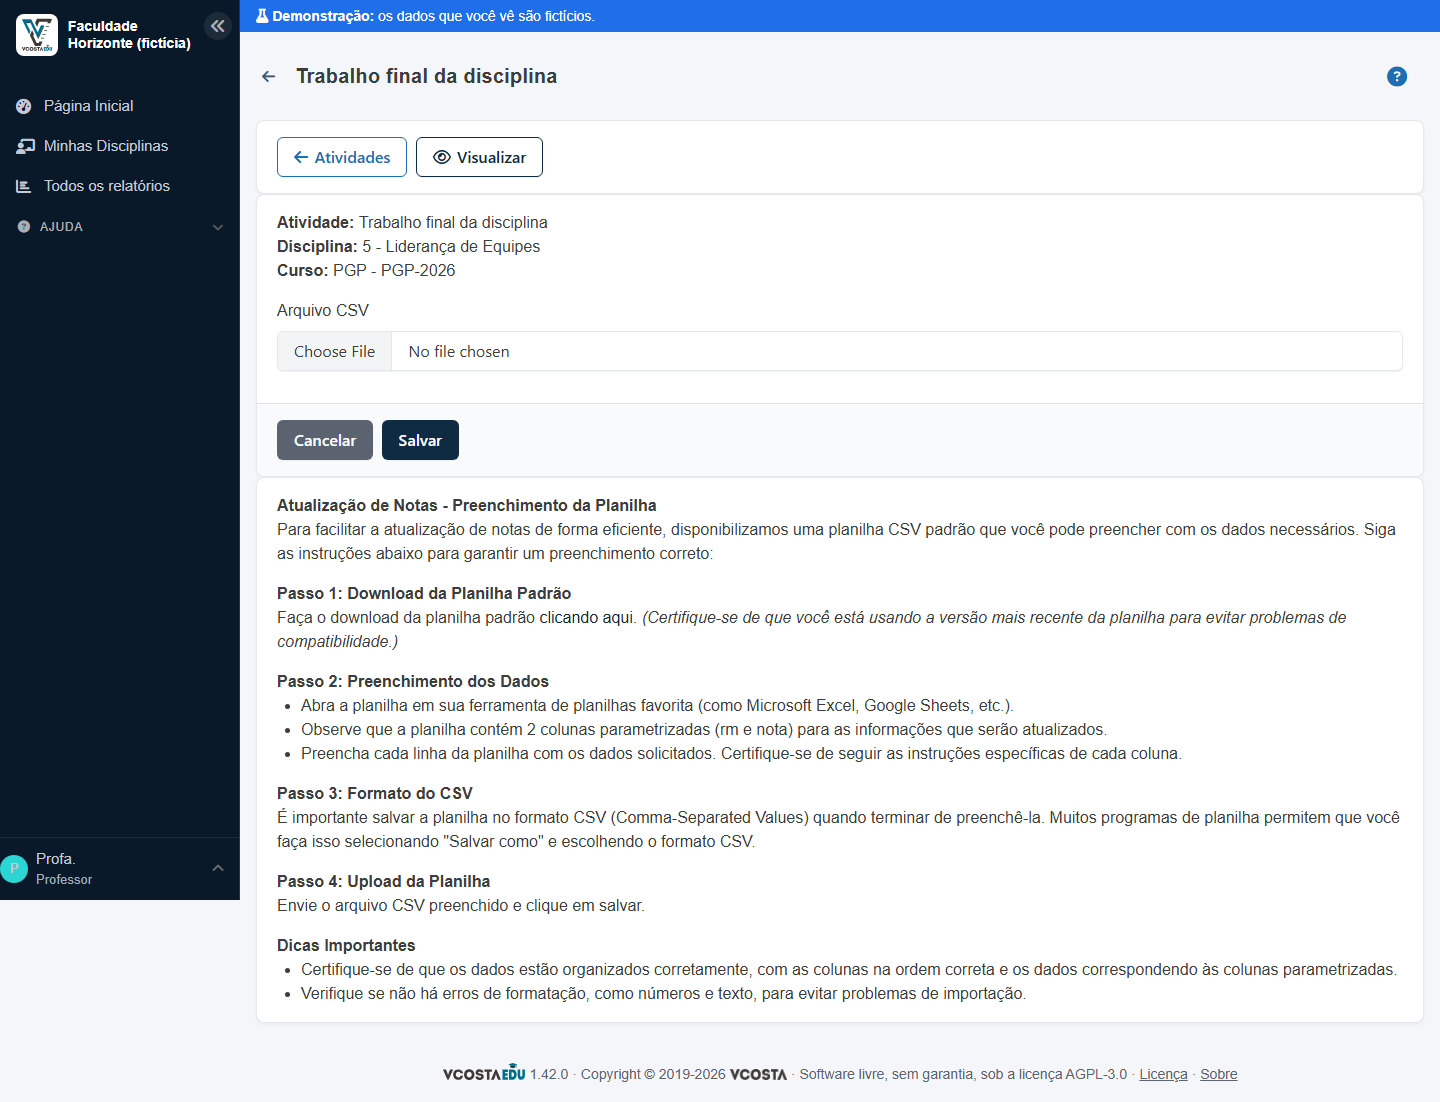 Faculdade
Horizonte (fictícia)
VCOSTAEDU
Demonstração: os dados que você vê são fictícios.
Trabalho final da disciplina
?
Página Inicial
Minhas Disciplinas
Todos os relatórios
? AJUDA
Atividades
Visualizar
Atividade: Trabalho final da disciplina
Disciplina: 5 - Liderança de Equipes
Curso: PGP - PGP-2026
Arquivo CSV
Choose File No file chosen
Cancelar
Salvar
Atualização de Notas - Preenchimento da Planilha
Para facilitar a atualização de notas de forma eficiente, disponibilizamos uma planilha CSV padrão que você pode preencher com os dados necessários. Siga
as instruções abaixo para garantir um preenchimento correto:
Passo 1: Download da Planilha Padrão
Faça o download da planilha padrão clicando aqui. (Certifique-se de que você está usando a versão mais recente da planilha para evitar problemas de
compatibilidade.)
Passo 2: Preenchimento dos Dados
• Abra a planilha em sua ferramenta de planilhas favorita (como Microsoft Excel, Google Sheets, etc.).
• Observe que a planilha contém 2 colunas parametrizadas (rm e nota) para as informações que serão atualizados.
• Preencha cada linha da planilha com os dados solicitados. Certifique-se de seguir as instruções específicas de cada coluna.
Passo 3: Formato do CSV
É importante salvar a planilha no formato CSV (Comma-Separated Values) quando terminar de preenchê-la. Muitos programas de planilha permitem que você
faça isso selecionando "Salvar como" e escolhendo o formato CSV.
Passo 4: Upload da Planilha
Envie o arquivo CSV preenchido e clique em salvar.
Dicas Importantes
• Certifique-se de que os dados estão organizados corretamente, com as colunas na ordem correta e os dados correspondendo às colunas parametrizadas.
• Verifique se não há erros de formatação, como números e texto, para evitar problemas de importação.
P
Profa.
Professor
VCOSTAEDU 1.42.0 · Copyright © 2019-2026 VCOSTA · Software livre, sem garantia, sob a licença AGPL-3.0 · Licença · Sobre